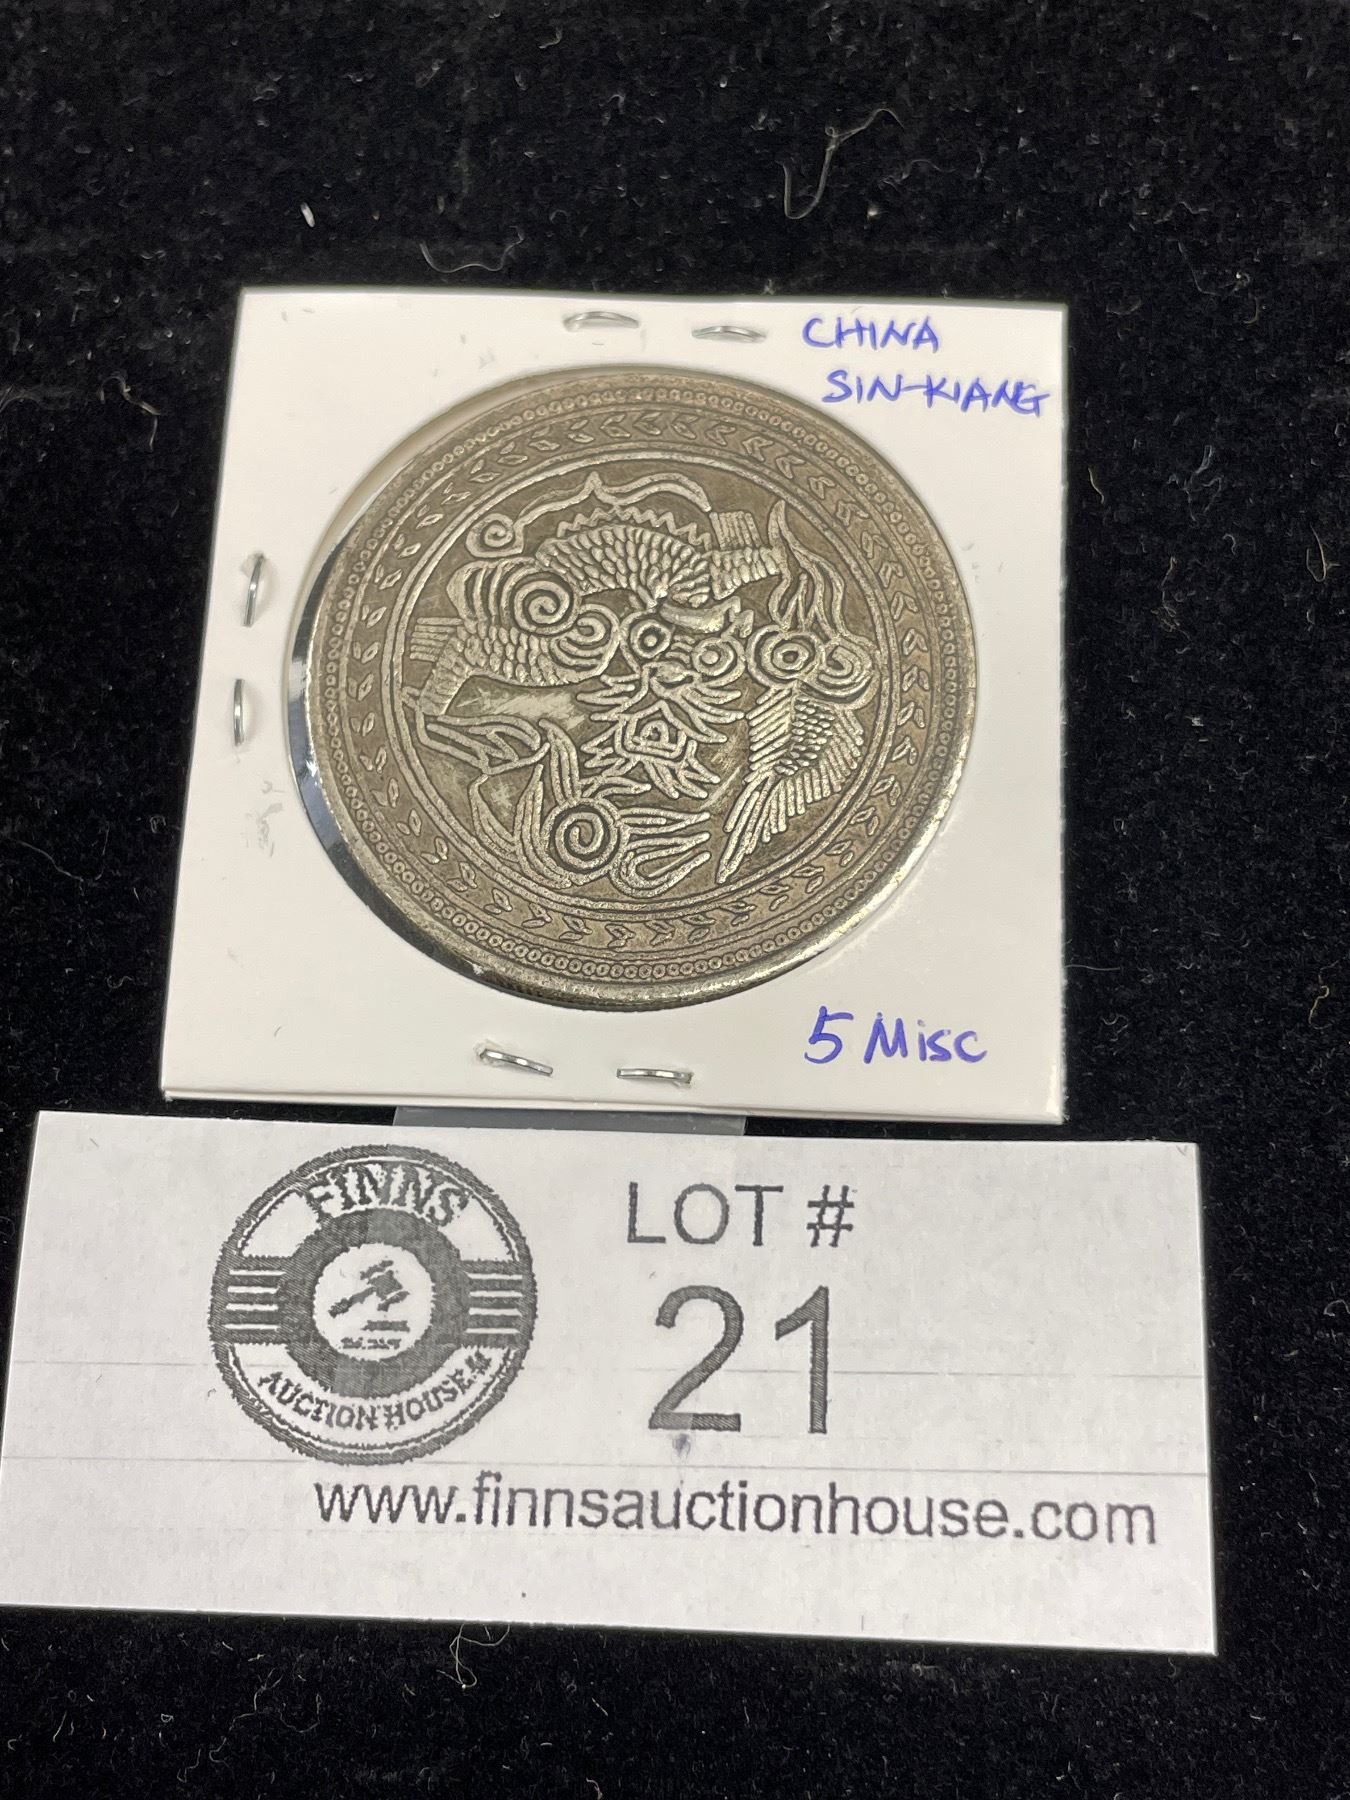 CHINA
SIN-KIANG
5 Misc
FINNS
AUCTION HOUSE
LOT #
21
www.finnsauctionhouse.com